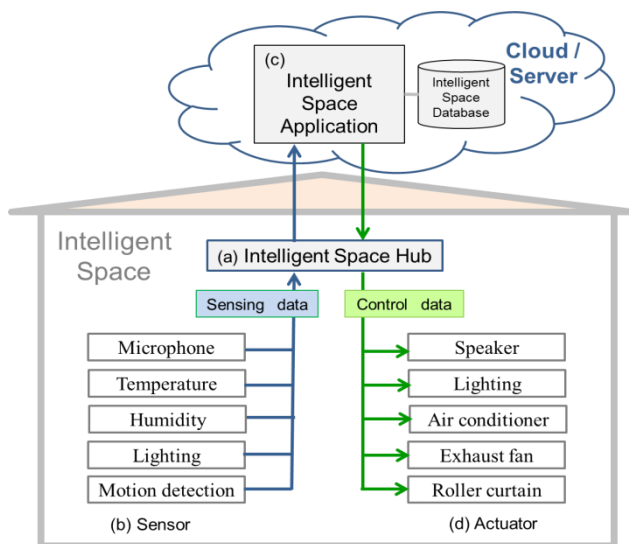 (c)
Intelligent
Space
Application
Cloud /
Server
Intelligent
Space
Database
Intelligent
Space
(a) Intelligent Space Hub
Sensing data
Control data
Microphone
Temperature
Humidity
Lighting
Motion detection
(b) Sensor
Speaker
Lighting
Air conditioner
Exhaust fan
Roller curtain
(d) Actuator